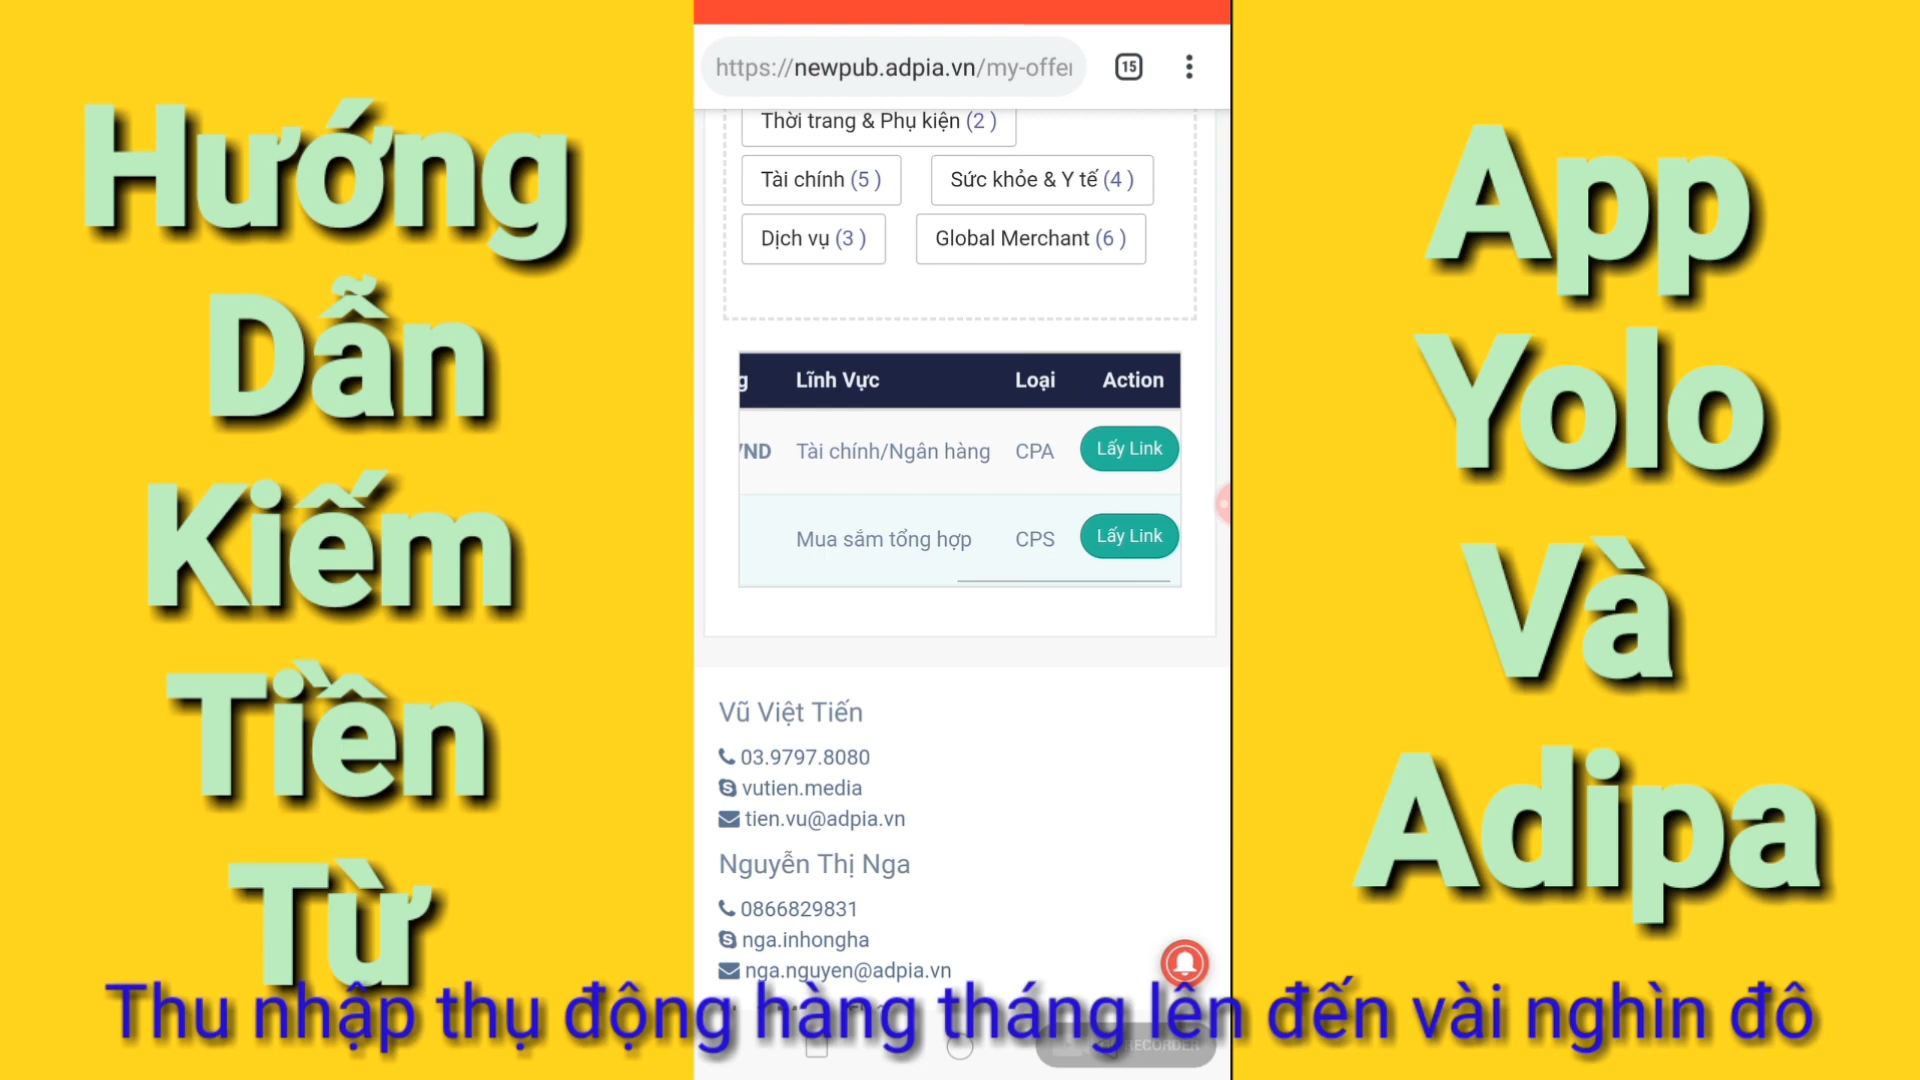 Hướng
Dẫn
Kiếm
Tiền
Từ
https://newpub.adpia.vn/my-offer
15
Thời trang & Phụ kiện (2 )
Tài chính (5 )
Sức khỏe & Y tế (4 )
Dịch vụ (3 )
Global Merchant (6 )
g Lĩnh Vực Loại Action
VND Tài chính/Ngân hàng CPA Lấy Link
Mua sắm tổng hợp CPS Lấy Link
Vũ Việt Tiến
03.9797.8080
vutien.media
tien.vu@adpia.vn
Nguyễn Thị Nga
0866829831
nga.inhongha
nga.nguyen@adpia.vn
RECORDER
App
Yolo
Và
Adipa
Thu nhập thụ động hàng tháng lên đến vài nghìn đô